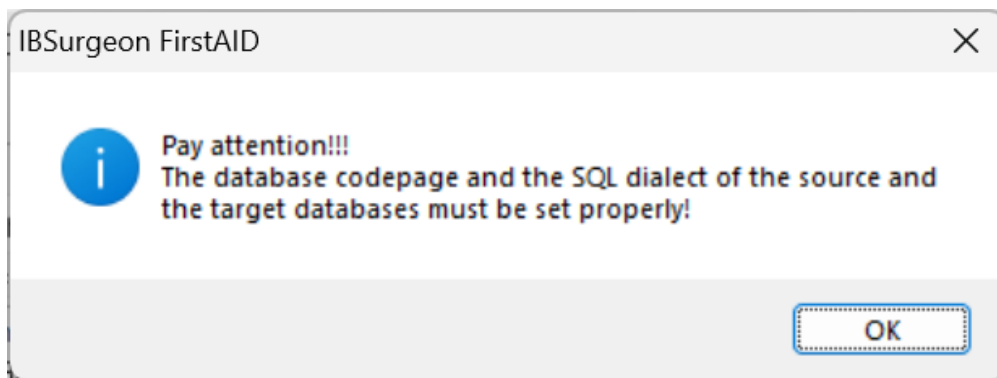 IBSurgeon FirstAID
Pay attention!!!
The database codepage and the SQL dialect of the source and
the target databases must be set properly!
OK